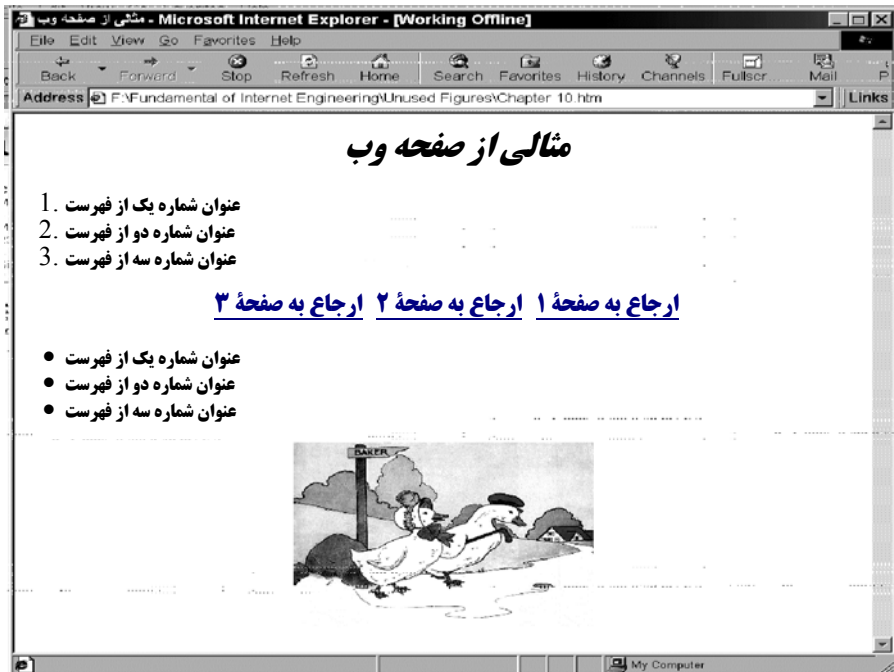 مثالی از صفحه وب - Microsoft Internet Explorer - [Working Offline]
File Edit View Go Favorites Help
Back Forward Stop Refresh Home Search Favorites History Channels Fullscr Mail P
Address F:\Fundamental of Internet Engineering\Unused Figures\Chapter 10.htm Links
مثالی از صفحه وب
1. عنوان شماره یک از فهرست
2. عنوان شماره دو از فهرست
3. عنوان شماره سه از فهرست
ارجاع به صفحهٔ ۱ ارجاع به صفحهٔ ۲ ارجاع به صفحهٔ ۳
● عنوان شماره یک از فهرست
● عنوان شماره دو از فهرست
● عنوان شماره سه از فهرست
BAKER
My Computer